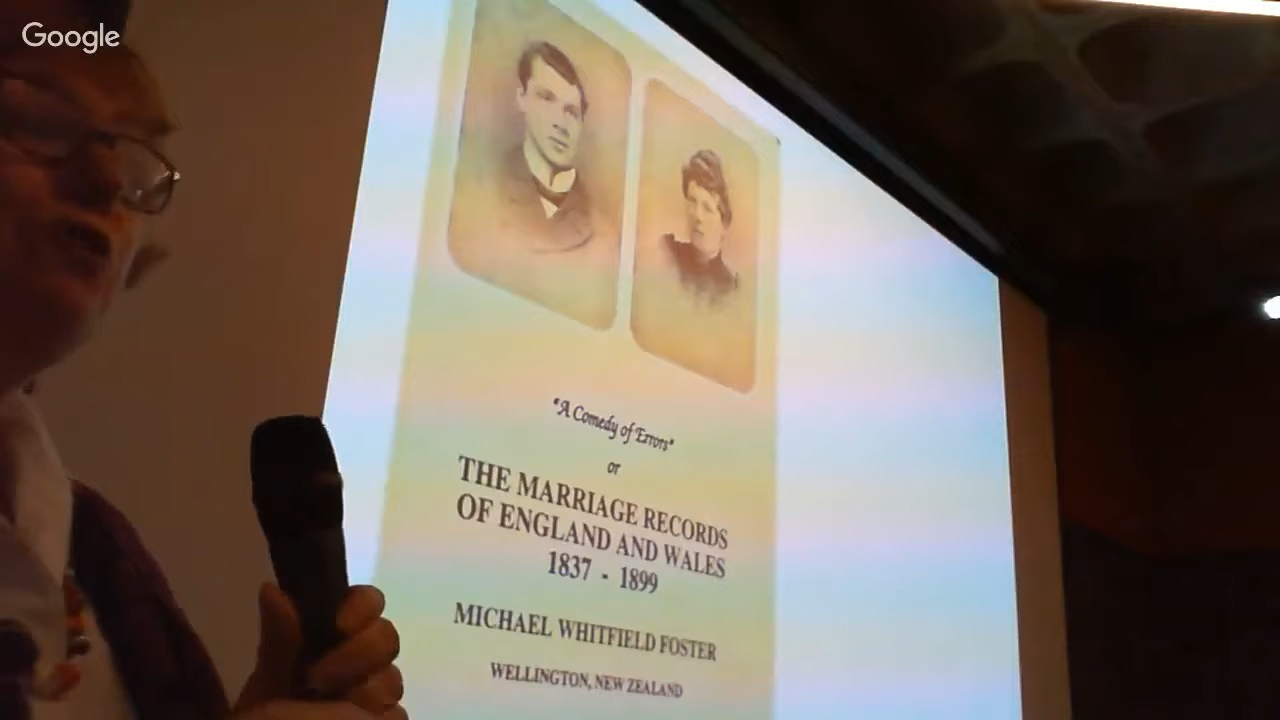 Google
"A Comedy of Errors"
or
THE MARRIAGE RECORDS
OF ENGLAND AND WALES
1837 - 1899
MICHAEL WHITFIELD FOSTER
WELLINGTON, NEW ZEALAND